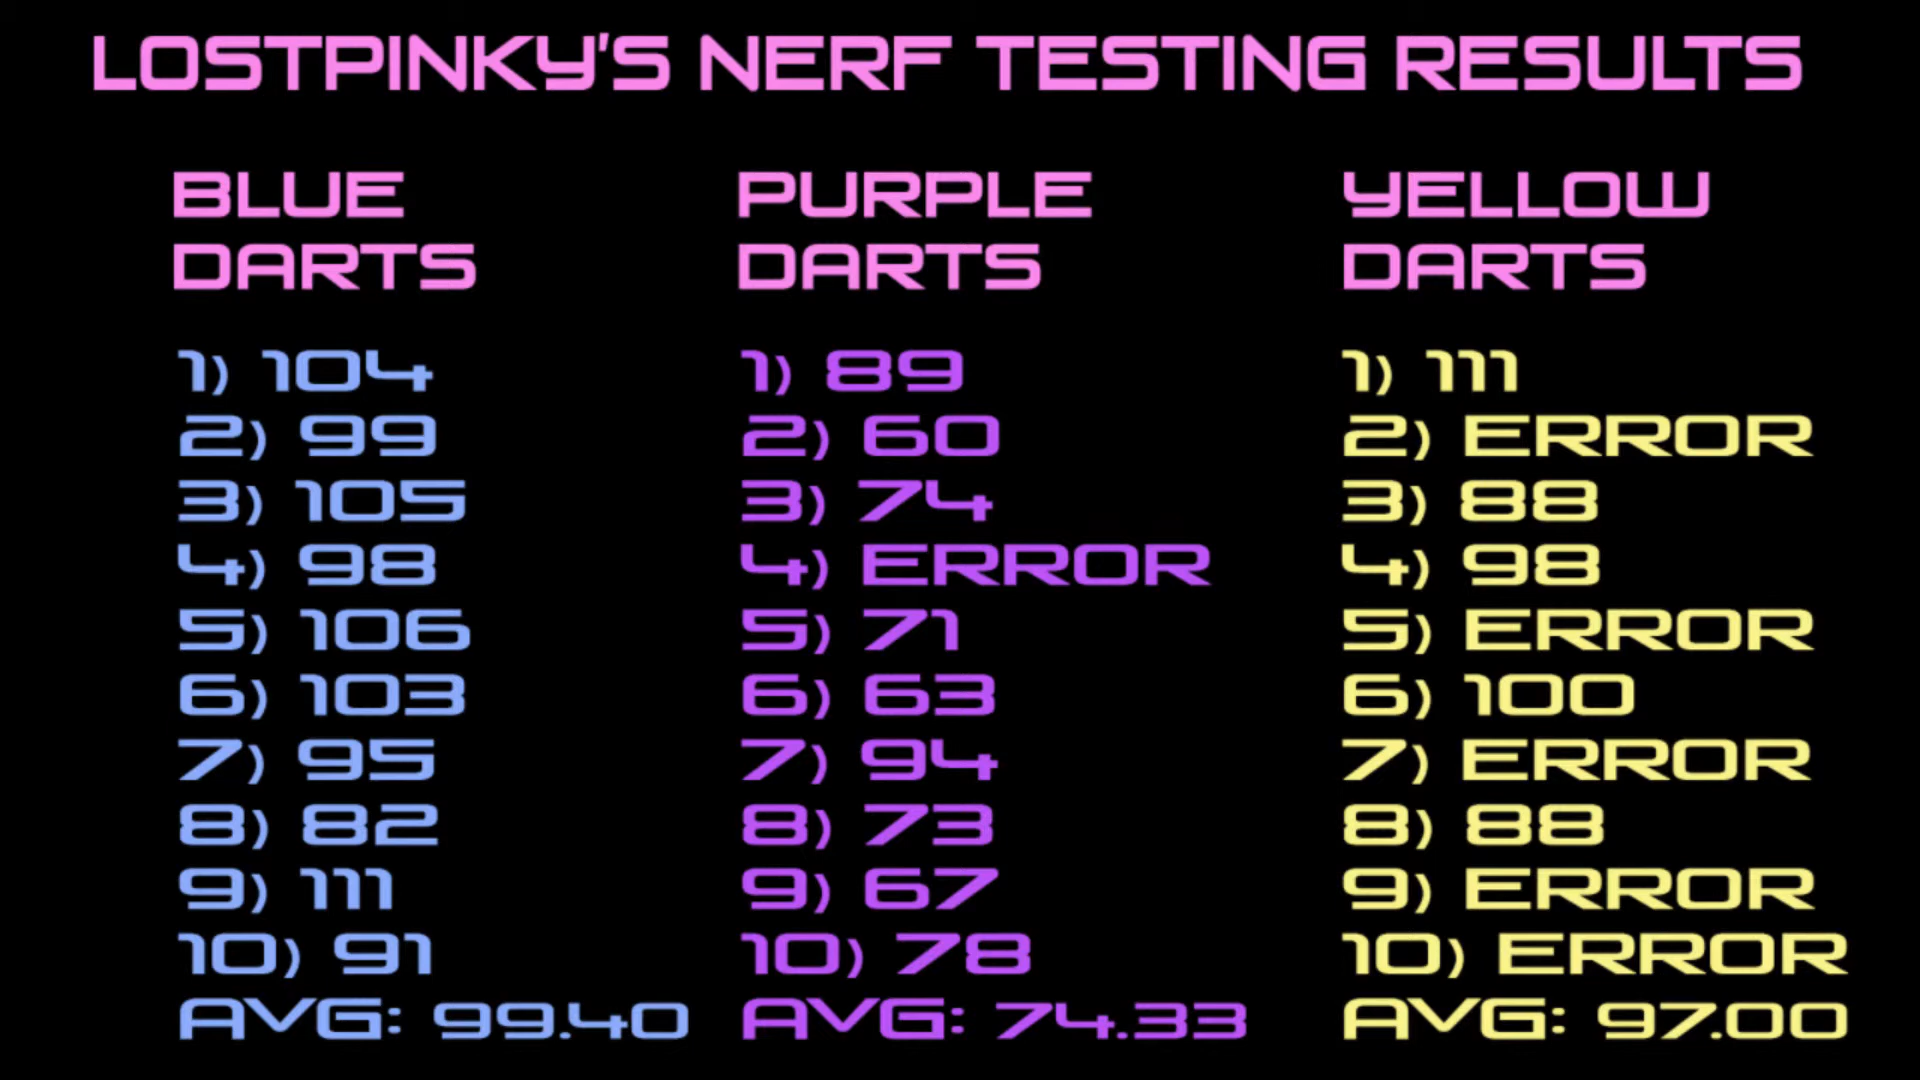 LOSTPINKY'S NERF TESTING RESULTS
BLUE
DARTS
1) 104
2) 99
3) 105
4) 98
5) 106
6) 103
7) 95
8) 82
9) 111
10) 91
AVG: 99.40
PURPLE
DARTS
1) 89
2) 60
3) 74
4) ERROR
5) 71
6) 63
7) 94
8) 73
9) 67
10) 78
AVG: 74.33
YELLOW
DARTS
1) 111
2) ERROR
3) 88
4) 98
5) ERROR
6) 100
7) ERROR
8) 88
9) ERROR
10) ERROR
AVG: 97.00